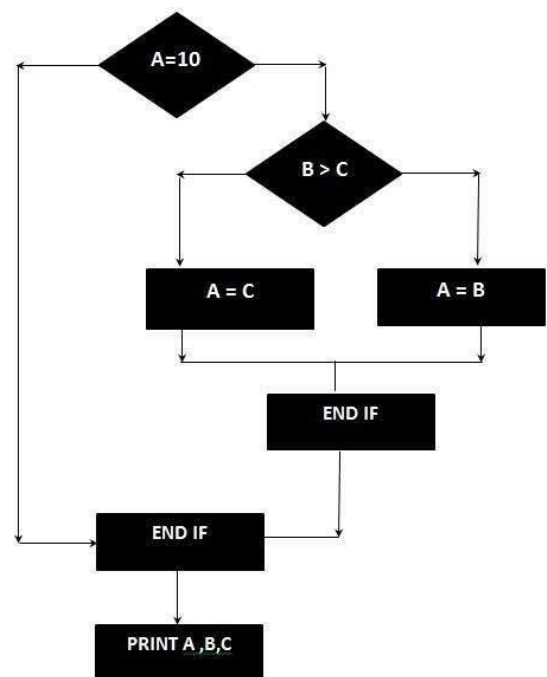 A=10
B > C
A = C
A = B
END IF
END IF
PRINT A ,B,C